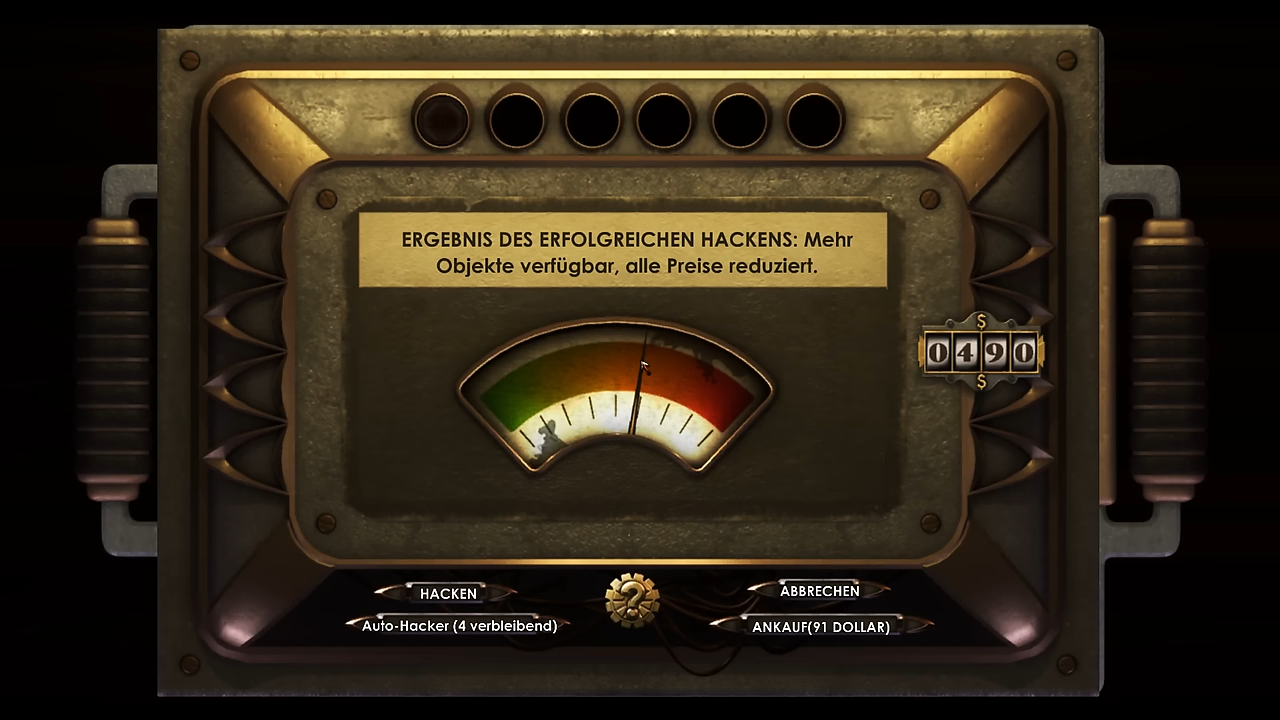 ERGEBNIS DES ERFOLGREICHEN HACKENS: Mehr
Objekte verfügbar, alle Preise reduziert.
$
0490
$
HACKEN
?
ABBRECHEN
Auto-Hacker (4 verbleibend)
ANKAUF(91 DOLLAR)